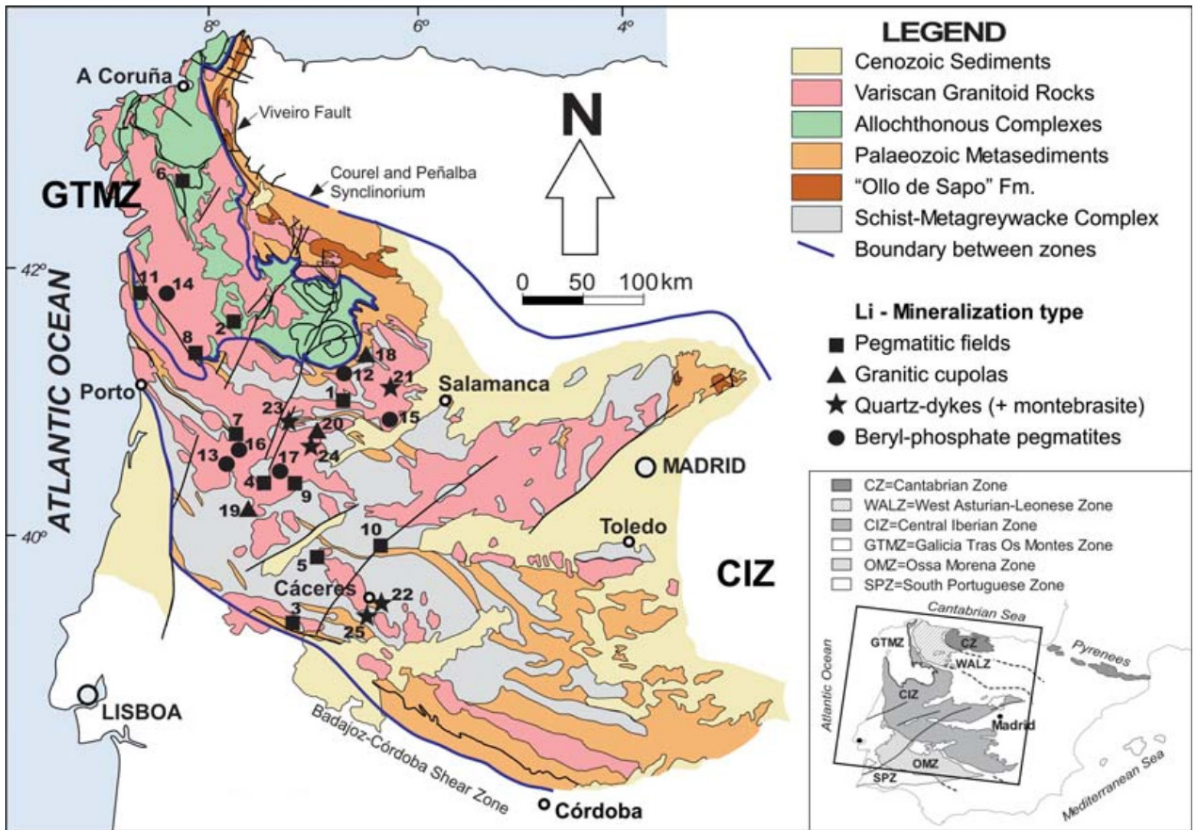 8°
6°
4°
A Coruña
Viveiro Fault
Courel and Peñalba
Synclinorium
N
0 50 100 km
GTMZ
ATLANTIC OCEAN
42°
40°
6
11
14
2
8
18
12
21
1
Salamanca
Porto
15
23
20
24
7
16
13
17
4
9
19
MADRID
10
Toledo
5
Cáceres
22
3
25
CIZ
LISBOA
Badajoz-Córdoba Shear Zone
Córdoba
LEGEND
Cenozoic Sediments
Variscan Granitoid Rocks
Allochthonous Complexes
Palaeozoic Metasediments
“Ollo de Sapo” Fm.
Schist-Metagreywacke Complex
Boundary between zones
Li - Mineralization type
Pegmatitic fields
Granitic cupolas
Quartz-dykes (+ montebrasite)
Beryl-phosphate pegmatites
CZ=Cantabrian Zone
WALZ=West Asturian-Leonese Zone
CIZ=Central Iberian Zone
GTMZ=Galicia Tras Os Montes Zone
OMZ=Ossa Morena Zone
SPZ=South Portuguese Zone
Cantabrian Sea
GTMZ
CZ
WALZ
Pyrenees
Atlantic Ocean
CIZ
Madrid
OMZ
SPZ
Mediterranean Sea